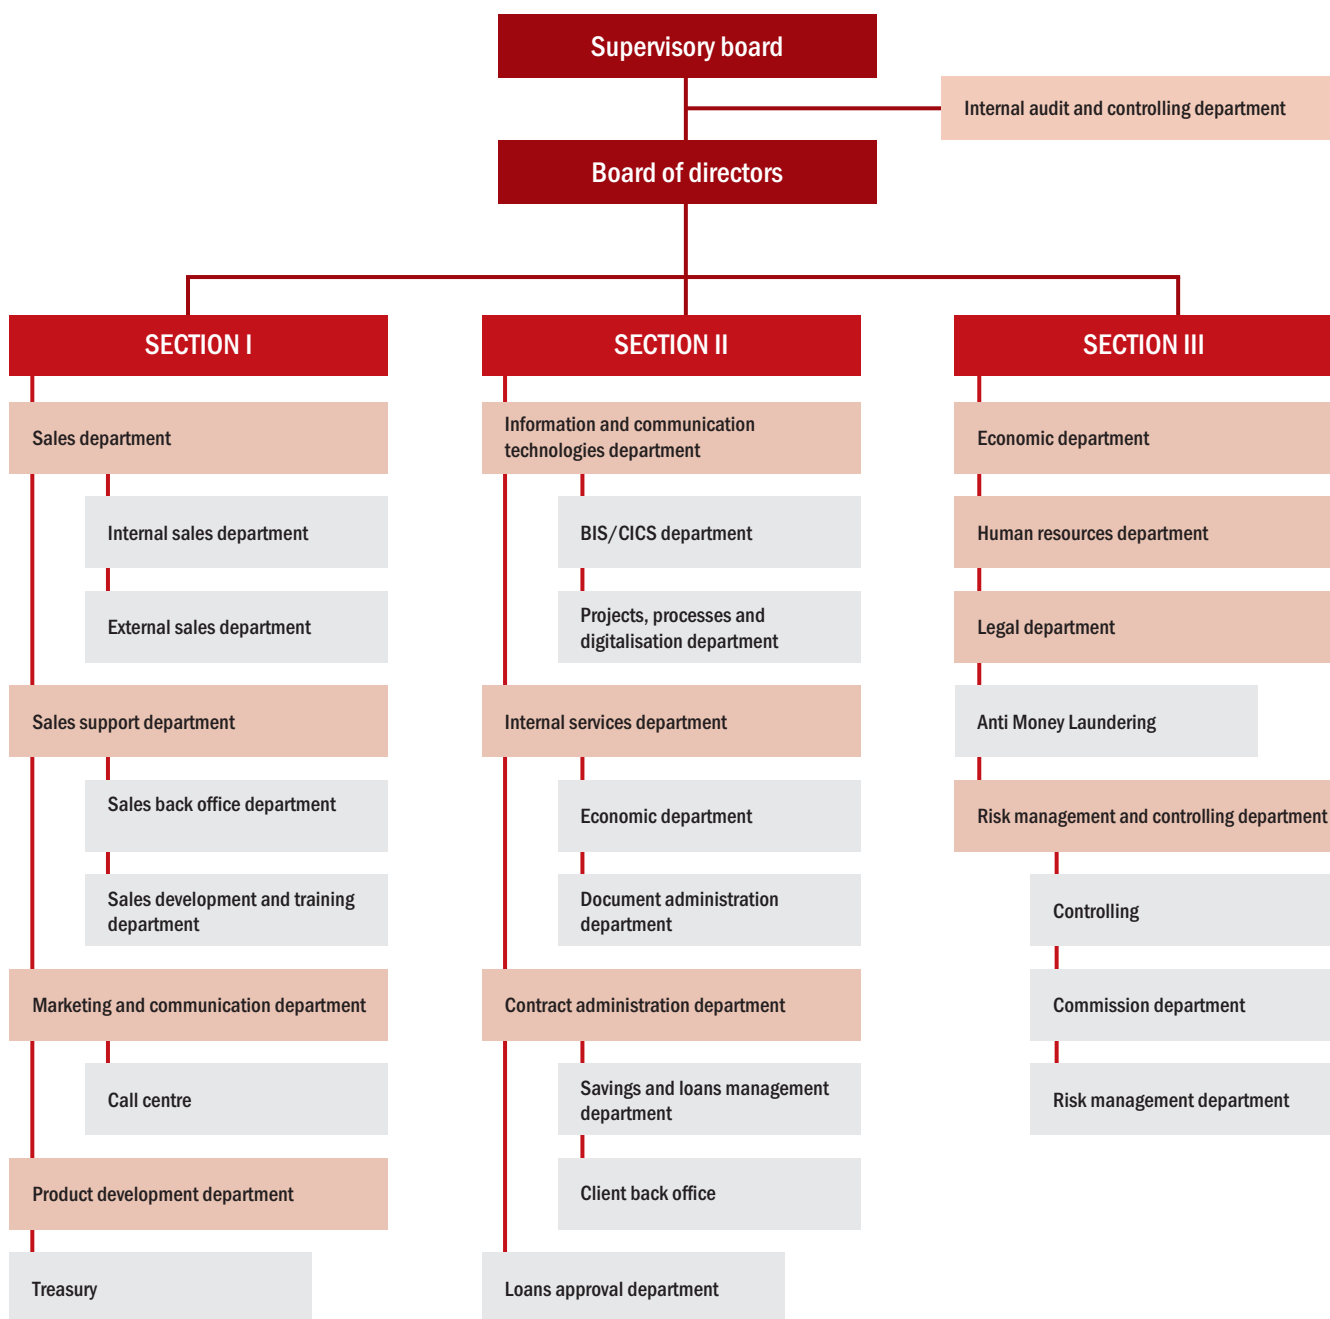 Supervisory board
Internal audit and controlling department
Board of directors
SECTION I
Sales department
Internal sales department
External sales department
Sales support department
Sales back office department
Sales development and training
department
Marketing and communication department
Call centre
Product development department
Treasury
SECTION II
Information and communication
technologies department
BIS/CICS department
Projects, processes and
digitalisation department
Internal services department
Economic department
Document administration
department
Contract administration department
Savings and loans management
department
Client back office
Loans approval department
SECTION III
Economic department
Human resources department
Legal department
Anti Money Laundering
Risk management and controlling department
Controlling
Commission department
Risk management department